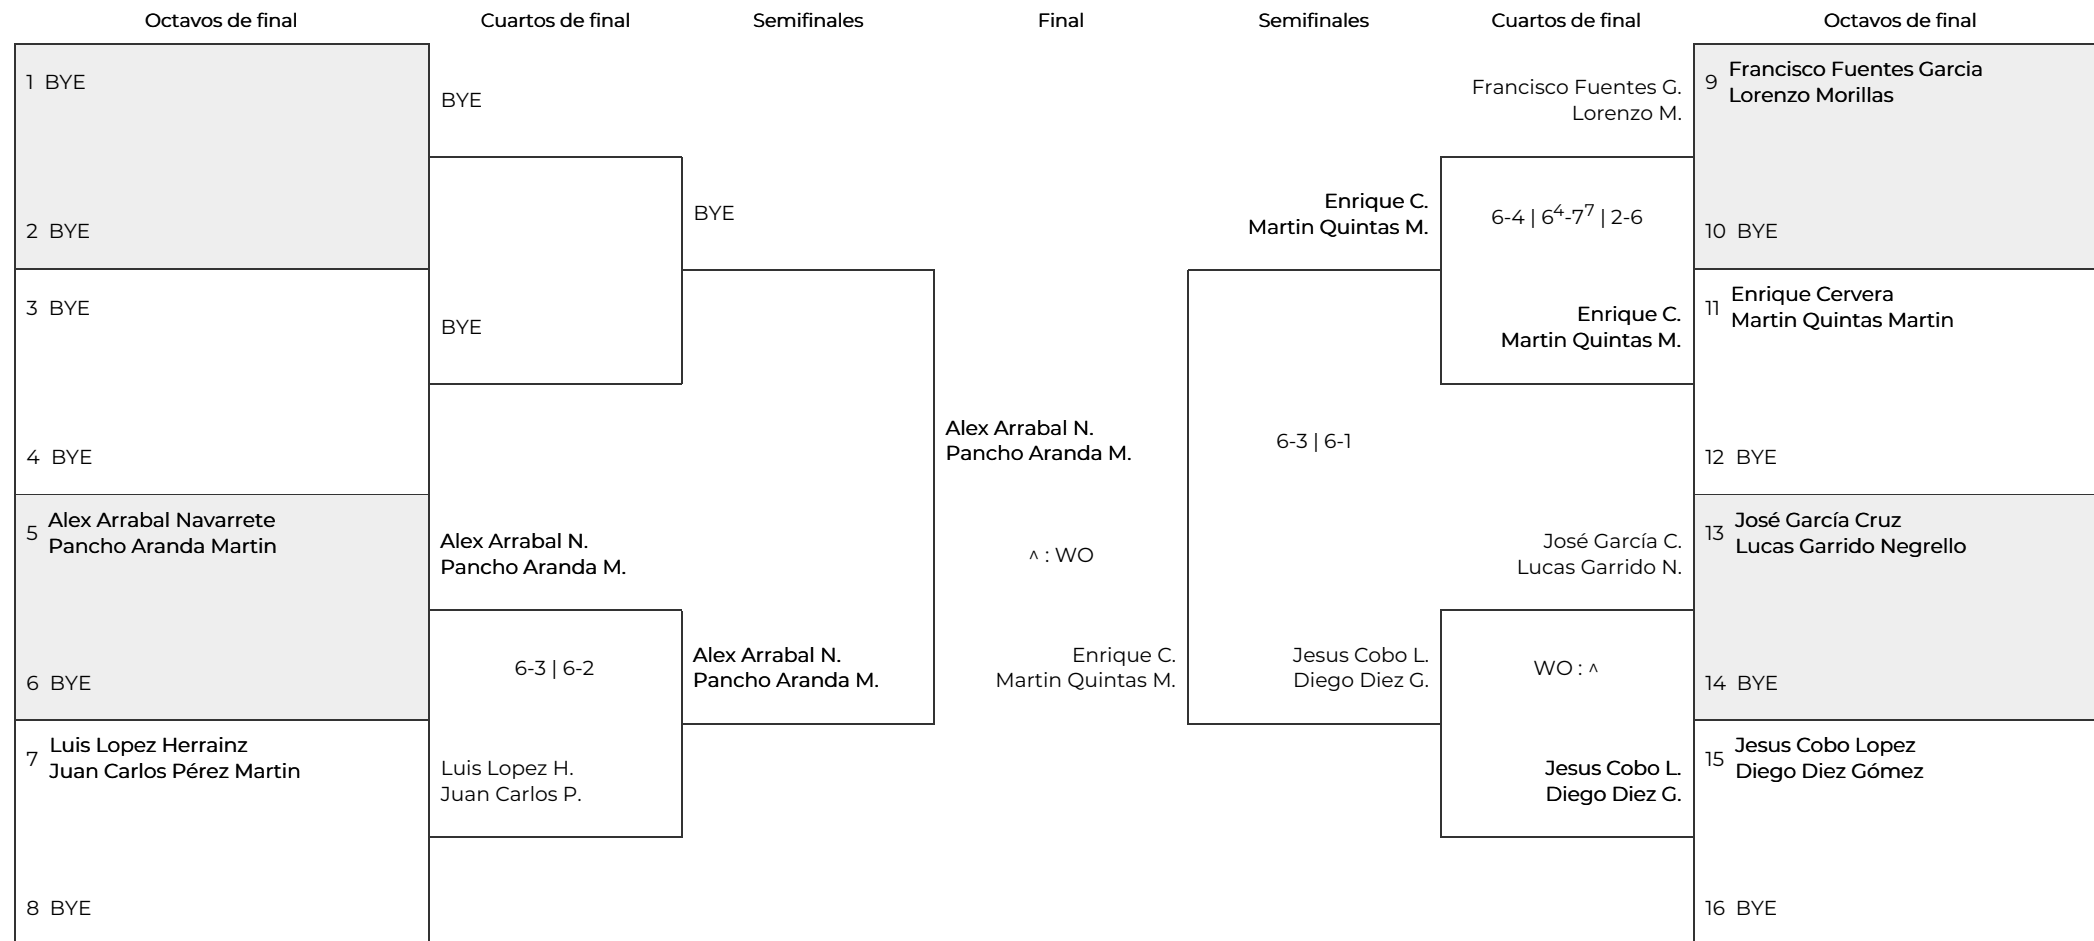 Octavos de final
Cuartos de final
Semifinales
Final
Semifinales
Cuartos de final
Octavos de final
1 BYE
2 BYE
3 BYE
4 BYE
5 Alex Arrabal Navarrete
Pancho Aranda Martin
6 BYE
7 Luis Lopez Herrainz
Juan Carlos Pérez Martin
8 BYE
BYE
BYE
Alex Arrabal N.
Pancho Aranda M.
6-3 | 6-2
Luis Lopez H.
Juan Carlos P.
BYE
Alex Arrabal N.
Pancho Aranda M.
Alex Arrabal N.
Pancho Aranda M.
^ : WO
Enrique C.
Martin Quintas M.
Enrique C.
Martin Quintas M.
6-3 | 6-1
Jesus Cobo L.
Diego Diez G.
Francisco Fuentes G.
Lorenzo M.
6-4 | 6⁴-7⁷ | 2-6
Enrique C.
Martin Quintas M.
José García C.
Lucas Garrido N.
WO : ^
Jesus Cobo L.
Diego Diez G.
9 Francisco Fuentes Garcia
Lorenzo Morillas
10 BYE
11 Enrique Cervera
Martin Quintas Martin
12 BYE
13 José García Cruz
Lucas Garrido Negrello
14 BYE
15 Jesus Cobo Lopez
Diego Diez Gómez
16 BYE